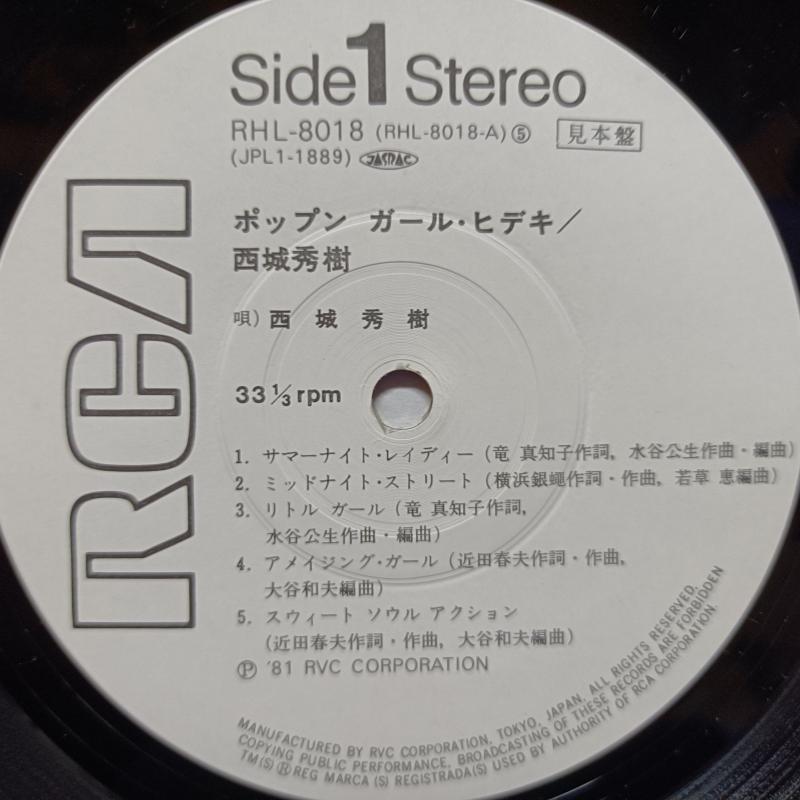 Side 1 Stereo
RHL-8018 (RHL-8018-A) ⑤ 見本盤
(JPL1-1889) JASRAC
ポップン ガール・ヒデキ／
西城秀樹
唄) 西 城 秀 樹
33 1/3 rpm
1. サマーナイト・レイディー (竜 真知子作詞, 水谷公生作曲・編曲)
2. ミッドナイト・ストリート (横浜銀蝿作詞・作曲, 若草 恵編曲)
3. リトル ガール (竜 真知子作詞,
水谷公生作曲・編曲)
4. アメイジング・ガール (近田春夫作詞・作曲,
大谷和夫編曲)
5. スウィート ソウル アクション
(近田春夫作詞・作曲, 大谷和夫編曲)
Ⓟ '81 RVC CORPORATION
RCA
MANUFACTURED BY RVC CORPORATION, TOKYO, JAPAN. ALL RIGHTS RESERVED.
COPYING PUBLIC PERFORMANCE, BROADCASTING OF THESE RECORDS ARE FORBIDDEN
TM(S) ® REG MARCA (S) REGISTRADA(S) USED BY AUTHORITY OF RCA CORPORATION.